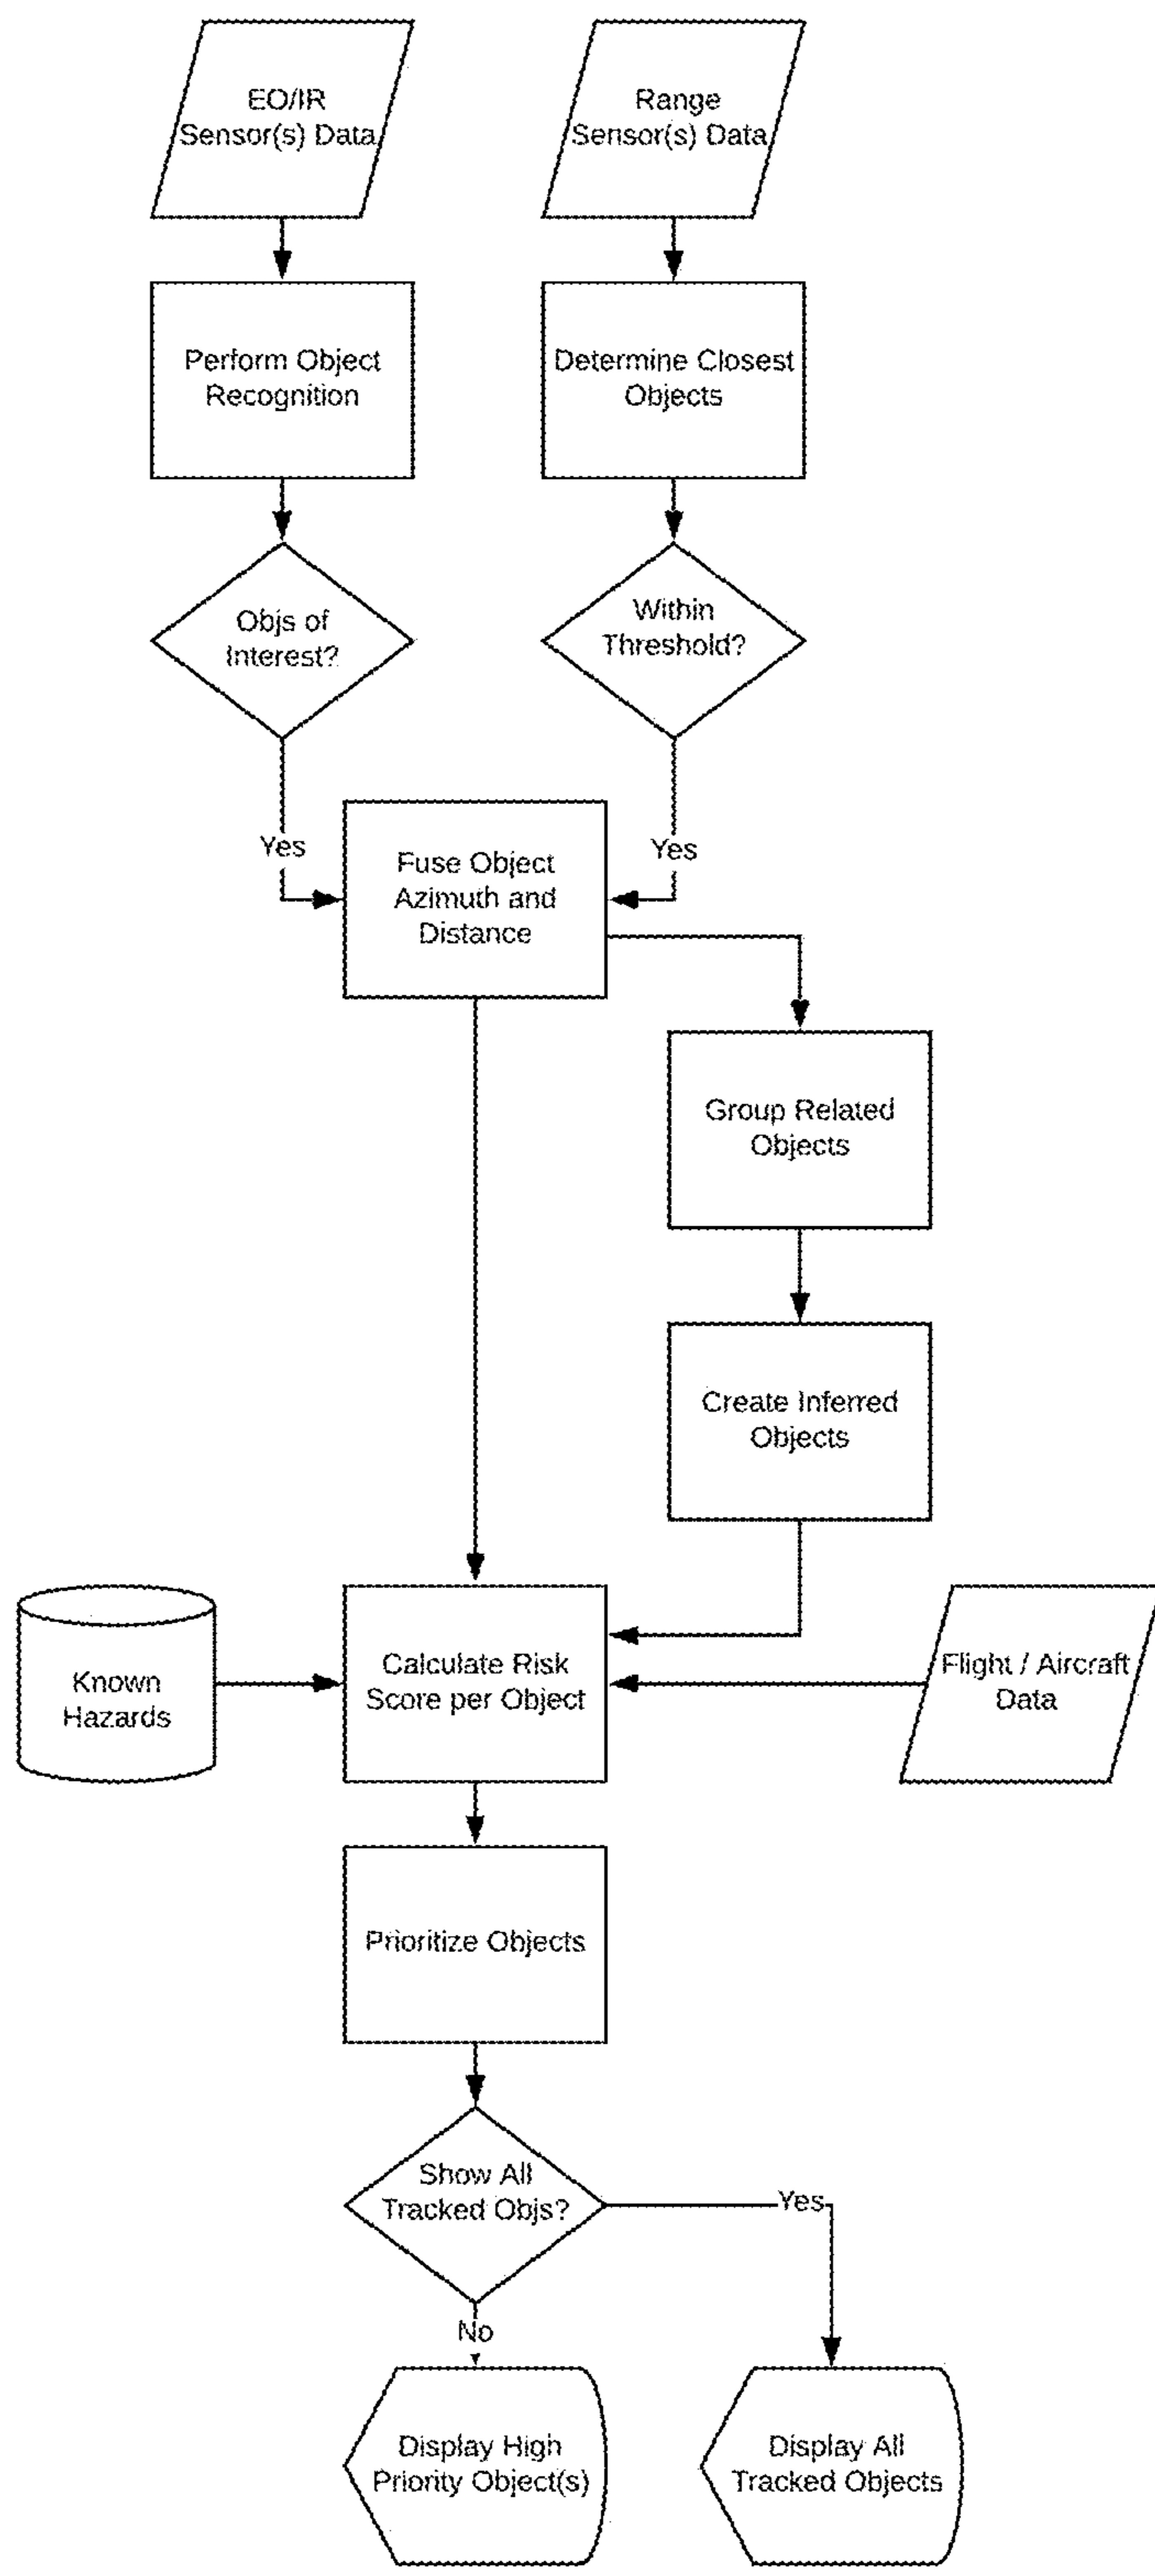 EO/IR
Sensor(s) Data
Range
Sensor(s) Data
Perform Object
Recognition
Determine Closest
Objects
Objs of
Interest?
Within
Threshold?
Yes
Yes
Fuse Object
Azimuth and
Distance
Group Related
Objects
Create Inferred
Objects
Known
Hazards
Calculate Risk
Score per Object
Flight / Aircraft
Data
Prioritize Objects
Show All
Tracked Objs?
Yes
No
Display High
Priority Object(s)
Display All
Tracked Objects